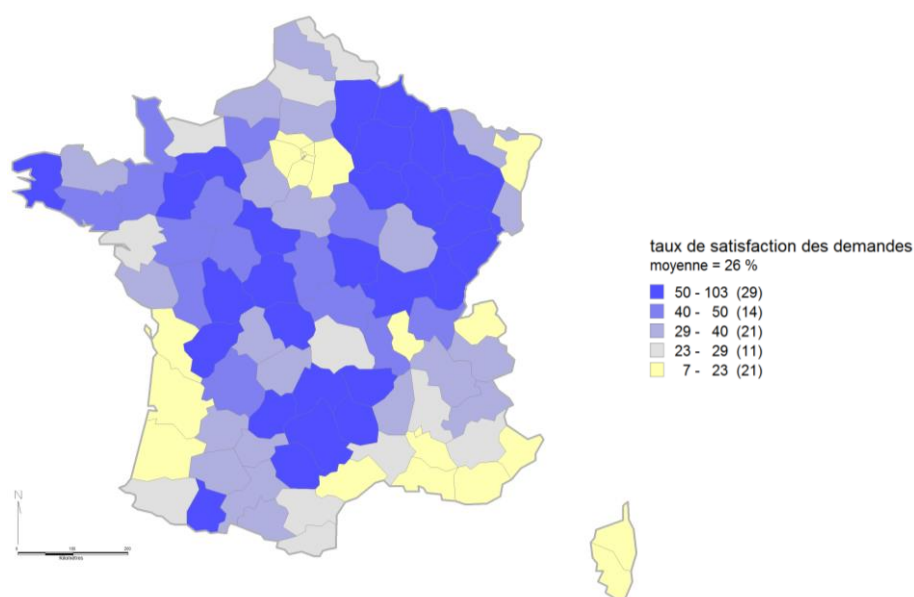 taux de satisfaction des demandes
moyenne = 26 %
50 - 103 (29)
40 - 50 (14)
29 - 40 (21)
23 - 29 (11)
7 - 23 (21)
N
Kilomètres